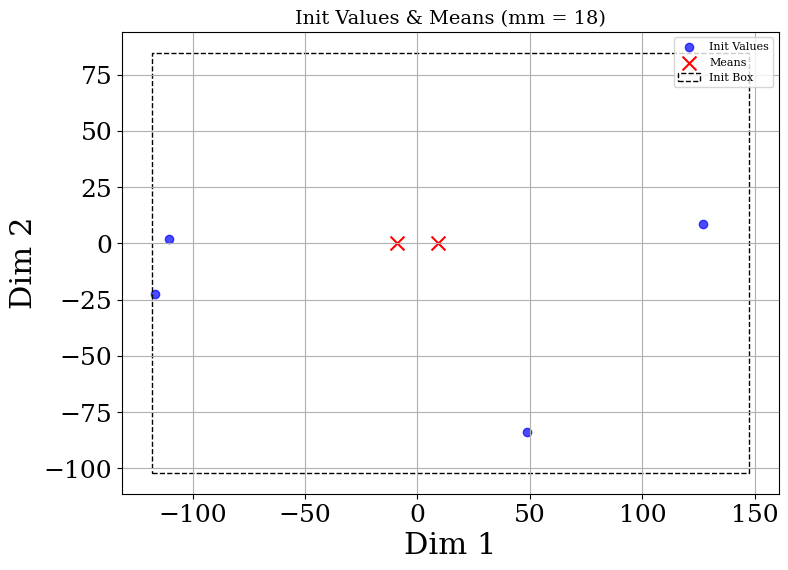 Init Values & Means (mm = 18)
Init Values
Means
Init Box
75
50
25
0
−25
−50
−75
−100
Dim 2
−100 −50 0 50 100 150
Dim 1